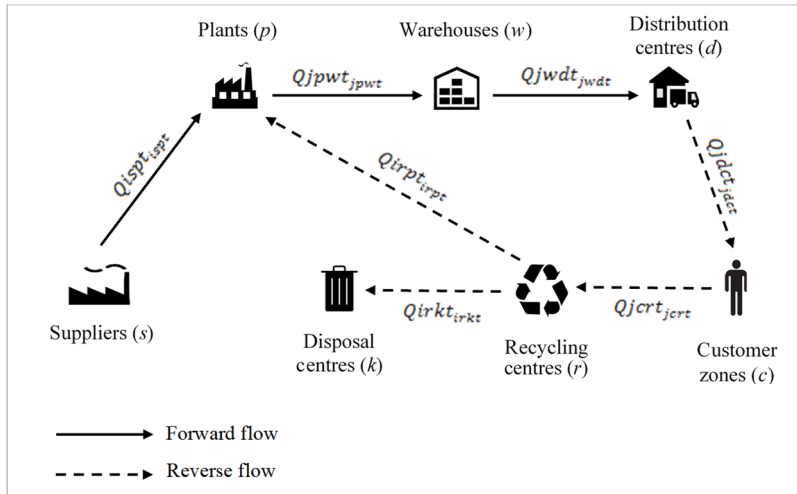 Plants (p)
Warehouses (w)
Distribution
centres (d)
Qjpwt_jpwt
Qjwdt_jwdt
Qispt_ispt
Qirpt_irpt
Qjdct_jdct
Suppliers (s)
Disposal
centres (k)
Qirkt_irkt
Recycling
centres (r)
Qjcrt_jcrt
Customer
zones (c)
Forward flow
Reverse flow